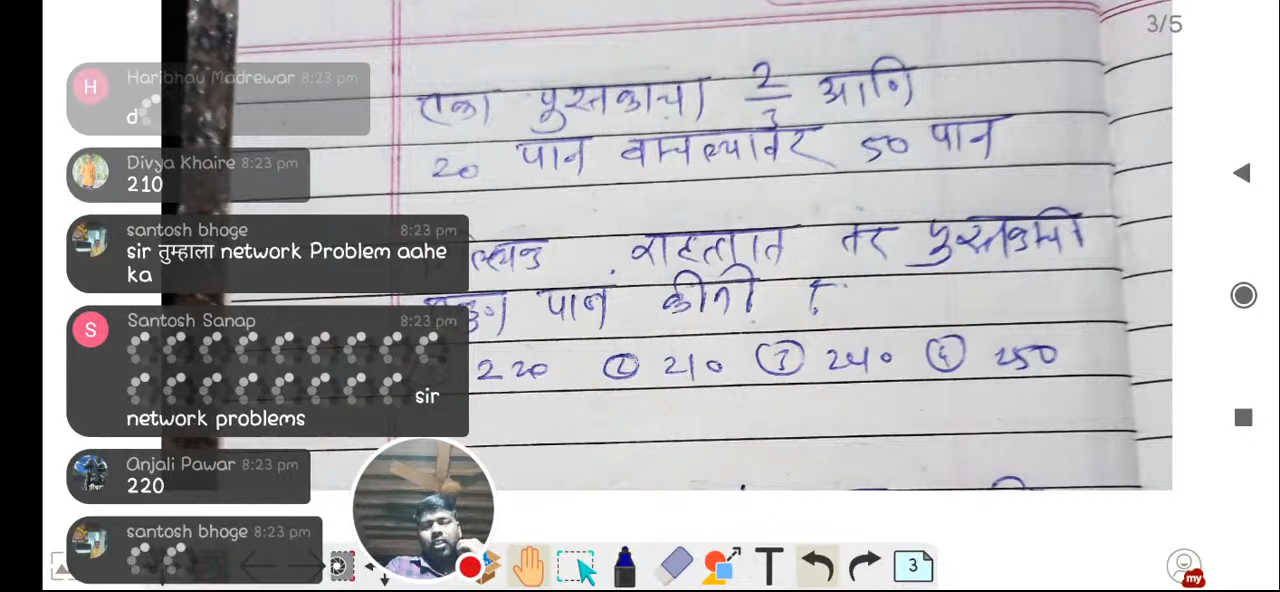 3/5
एका पुस्तकाचा 2/3 आणि
20 पान वाचल्यावर 50 पान
राहतात तर पुस्तकाची
पान कीती ?
220 ② 210 ③ 240 ④ 250
Haribhau Madrewar 8:23 pm
d
Divya Khaire 8:23 pm
210
santosh bhoge 8:23 pm
sir तुम्हाला network Problem aahe
ka
Santosh Sanap 8:23 pm
sir
network problems
Anjali Pawar 8:23 pm
220
santosh bhoge 8:23 pm
T
3
my